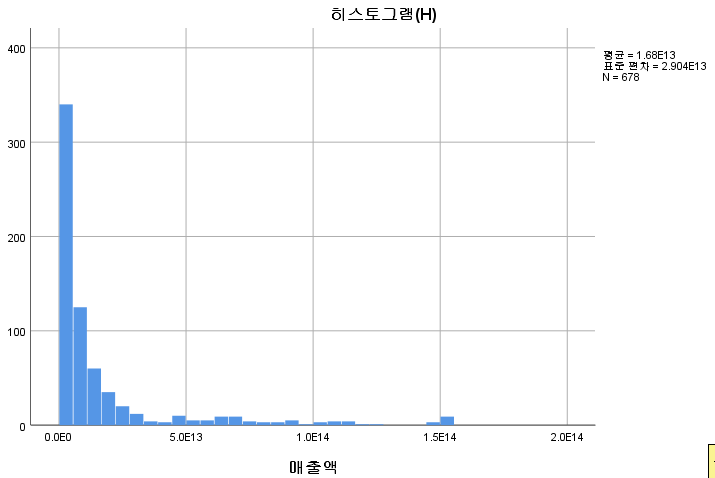 히스토그램(H)
평균 = 1.68E13
표준 편차 = 2.904E13
N = 678
400
300
200
100
0
0.0E0
5.0E13
1.0E14
1.5E14
2.0E14
매출액